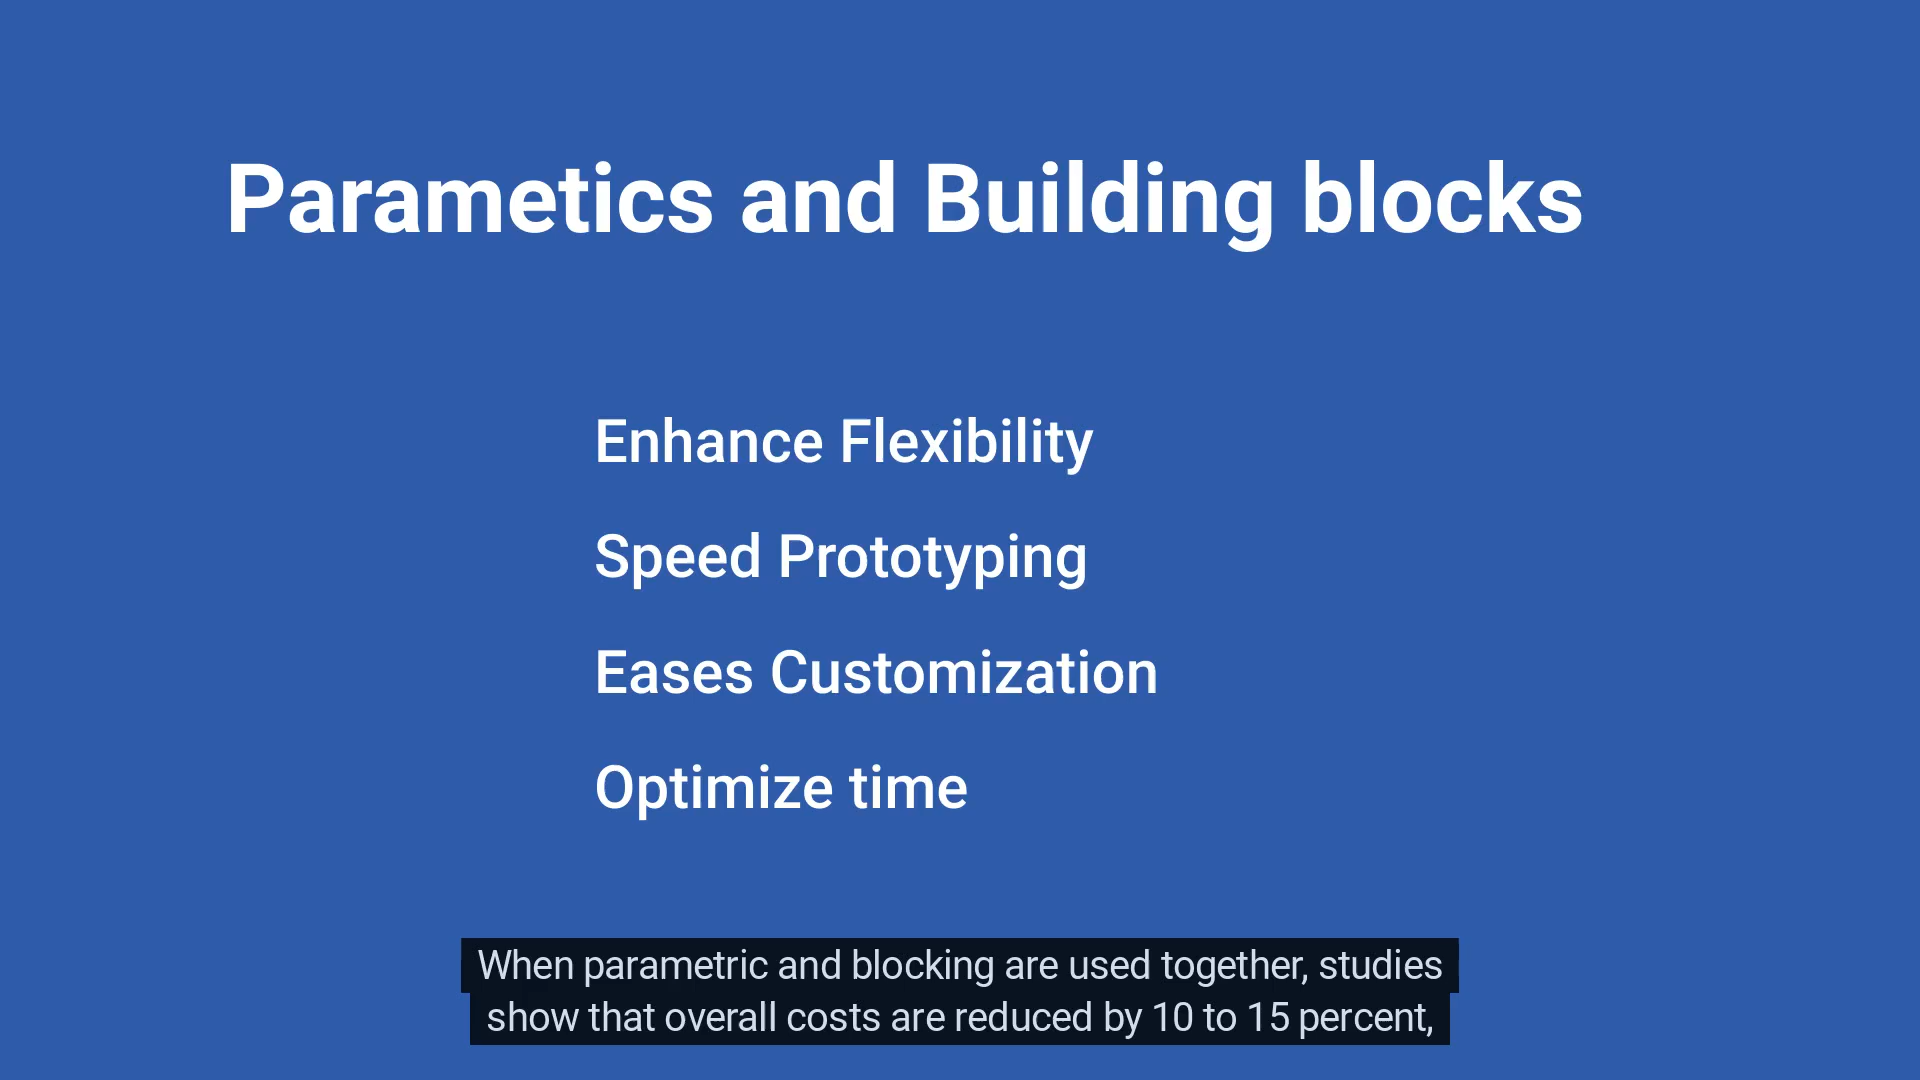 Parametics and Building blocks
Enhance Flexibility
Speed Prototyping
Eases Customization
Optimize time
When parametric and blocking are used together, studies
show that overall costs are reduced by 10 to 15 percent,